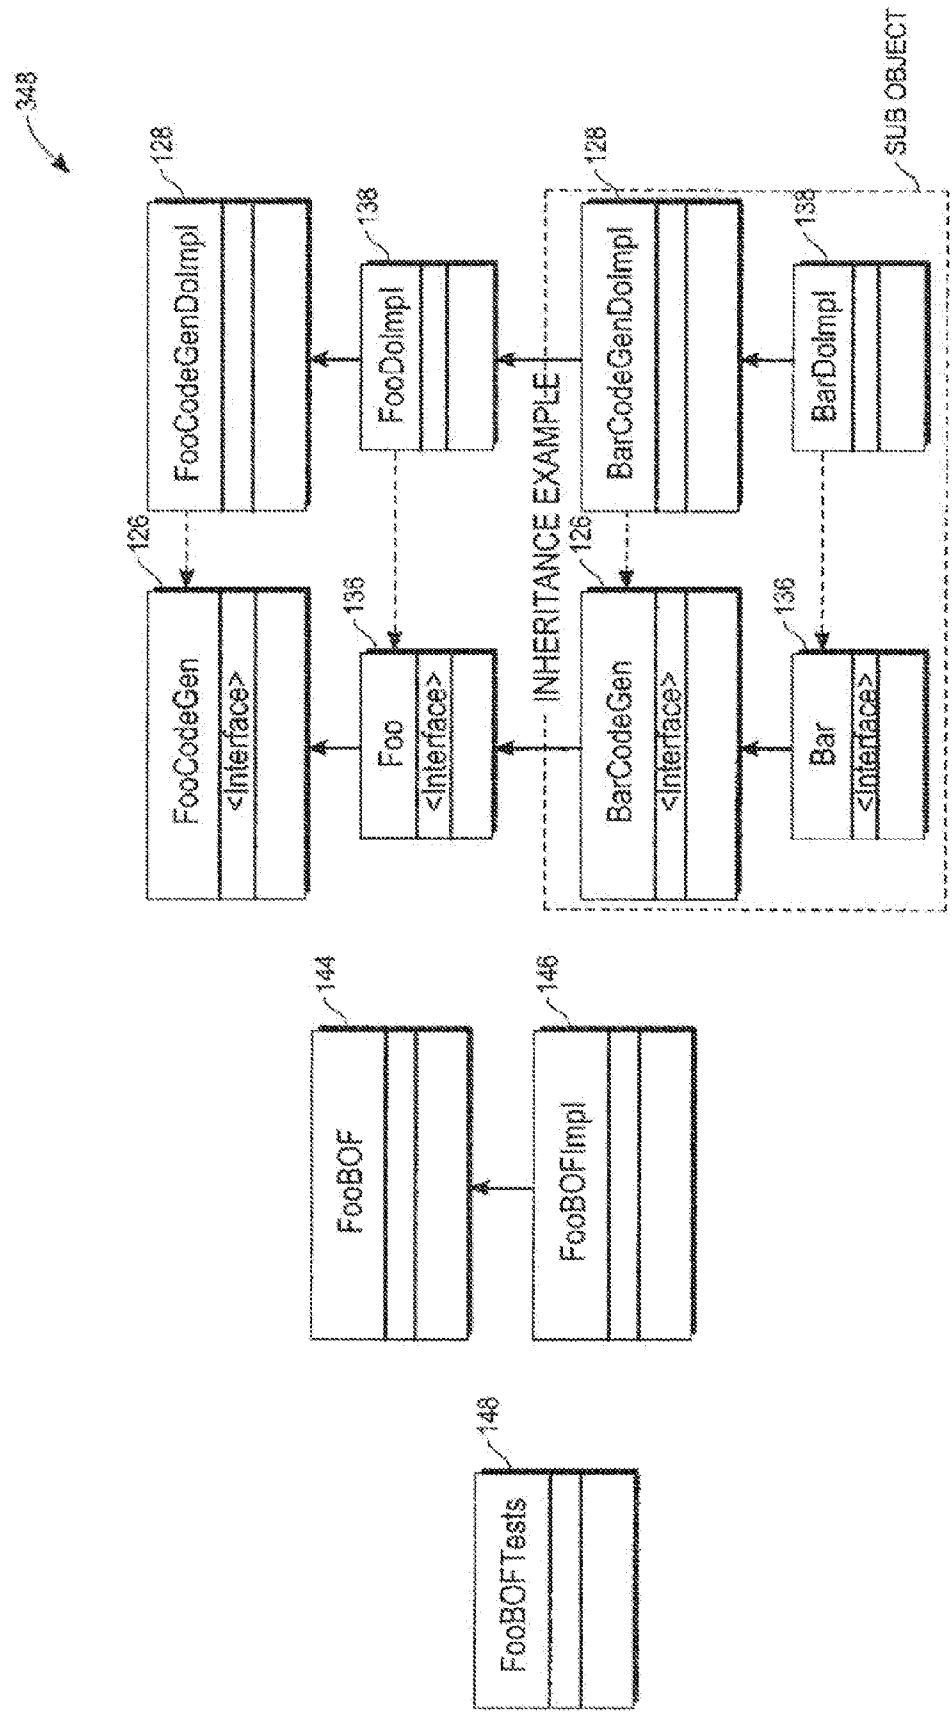 348
FooBOFTests
148
FooBOF
144
FooBOFImpl
146
FooCodeGen
<Interface>
126
FooCodeGenDoImpl
128
Foo
<Interface>
136
FooDoImpl
138
INHERITANCE EXAMPLE
BarCodeGen
<Interface>
126
BarCodeGenDoImpl
128
Bar
<Interface>
136
BarDoImpl
138
SUB OBJECT